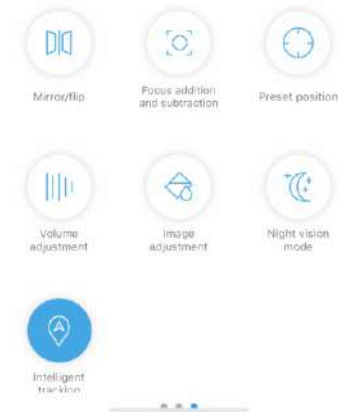 Mirror/flip
Focus addition
and subtraction
Preset position
Volume
adjustment
Image
adjustment
Night vision
mode
Intelligent
tracking